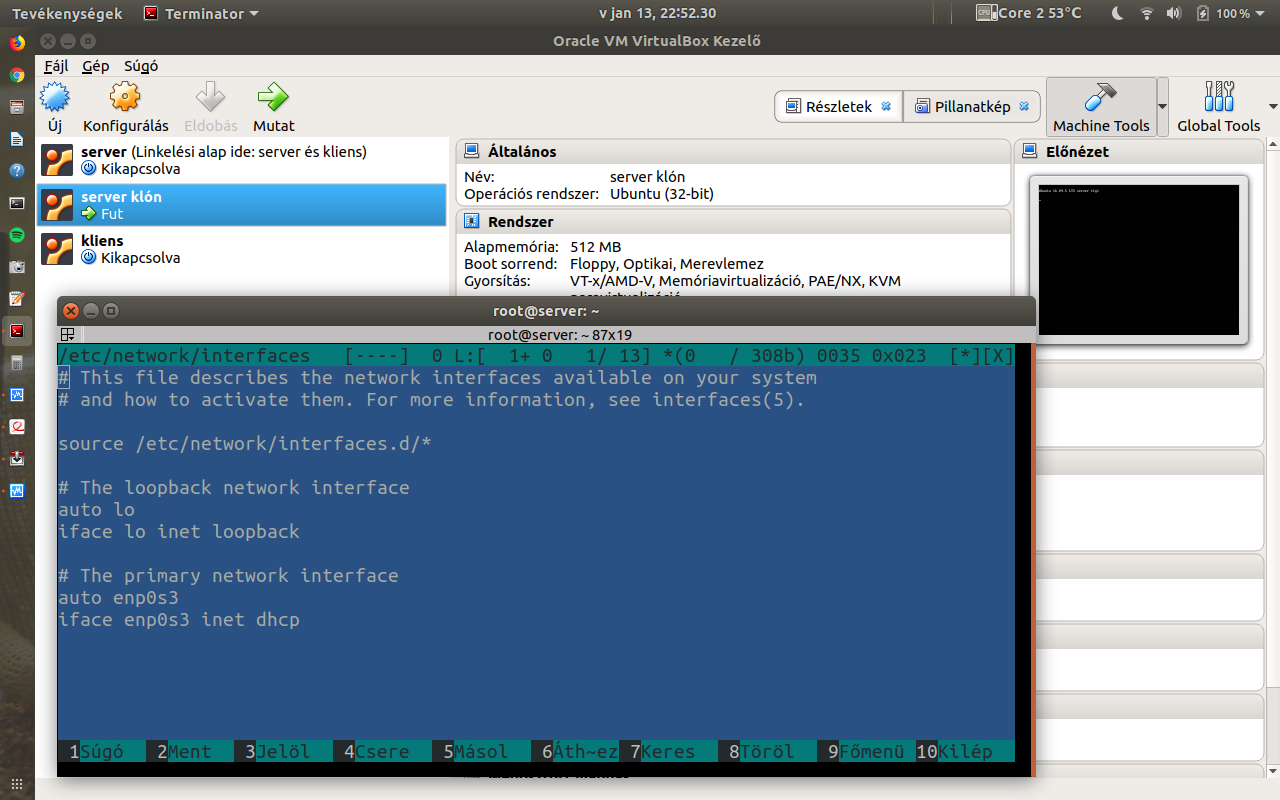 Tevékenységek Terminator v jan 13, 22:52.30 CPU Core 2 53°C 100 %
Oracle VM VirtualBox Kezelő
Fájl Gép Súgó
Új Konfigurálás Eldobás Mutat Részletek Pillanatkép Machine Tools Global Tools
server (Linkelési alap ide: server és kliens)
Kikapcsolva
server klón
Fut
kliens
Kikapcsolva
Általános
Név: server klón
Operációs rendszer: Ubuntu (32-bit)
Rendszer
Alapmemória: 512 MB
Boot sorrend: Floppy, Optikai, Merevlemez
Gyorsítás: VT-x/AMD-V, Memóriavirtualizáció, PAE/NX, KVM
Előnézet
root@server: ~
root@server: ~ 87x19
/etc/network/interfaces [----] 0 L:[ 1+ 0 1/ 13] *(0 / 308b) 0035 0x023 [*][X]
# This file describes the network interfaces available on your system
# and how to activate them. For more information, see interfaces(5).
source /etc/network/interfaces.d/*
# The loopback network interface
auto lo
iface lo inet loopback
# The primary network interface
auto enp0s3
iface enp0s3 inet dhcp
1Súgó 2Ment 3Jelöl 4Csere 5Másol 6Áth~ez 7Keres 8Töröl 9Főmenü 10Kilép